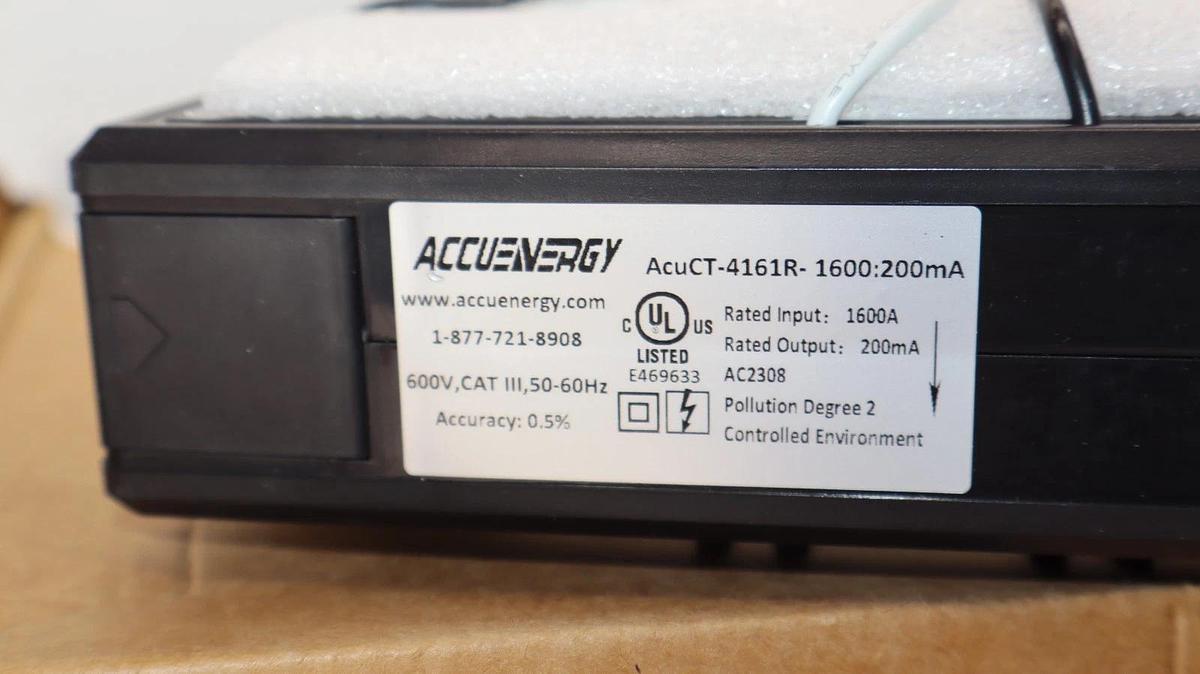 ACCUENERGY
www.accuenergy.com
1-877-721-8908
600V,CAT III,50-60Hz
Accuracy: 0.5%
AcuCT-4161R- 1600:200mA
C UL US
LISTED
E469633
Rated Input: 1600A
Rated Output: 200mA
AC2308
Pollution Degree 2
Controlled Environment